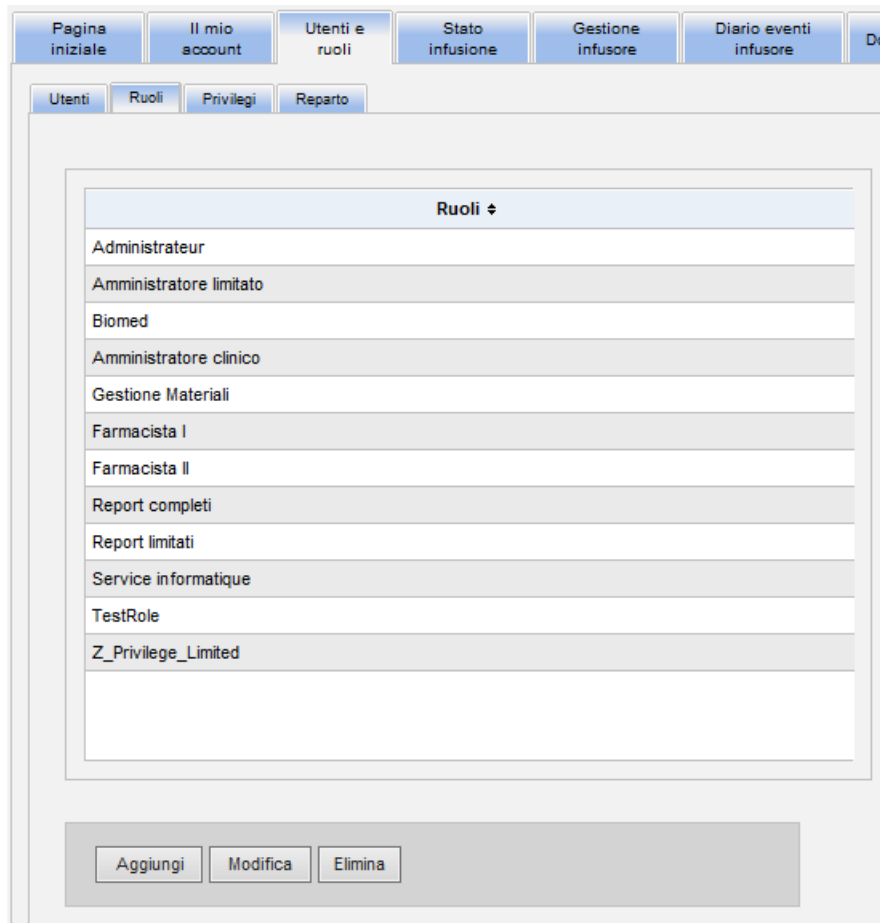 Pagina iniziale
Il mio account
Utenti e ruoli
Stato infusione
Gestione infusore
Diario eventi infusore
Utenti
Ruoli
Privilegi
Reparto
Ruoli
Administrateur
Amministratore limitato
Biomed
Amministratore clinico
Gestione Materiali
Farmacista I
Farmacista II
Report completi
Report limitati
Service informatique
TestRole
Z_Privilege_Limited
Aggiungi
Modifica
Elimina